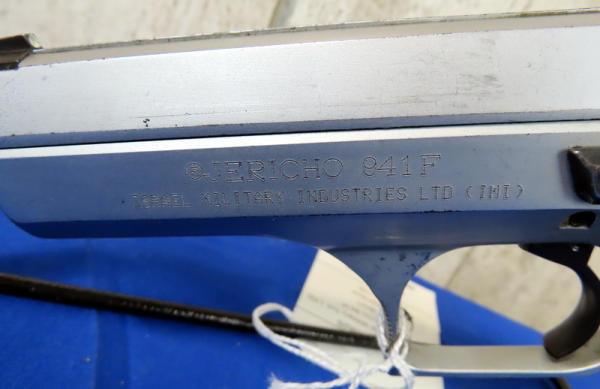 ®JERICHO 941F
ISRAEL MILITARY INDUSTRIES LTD (IMI)